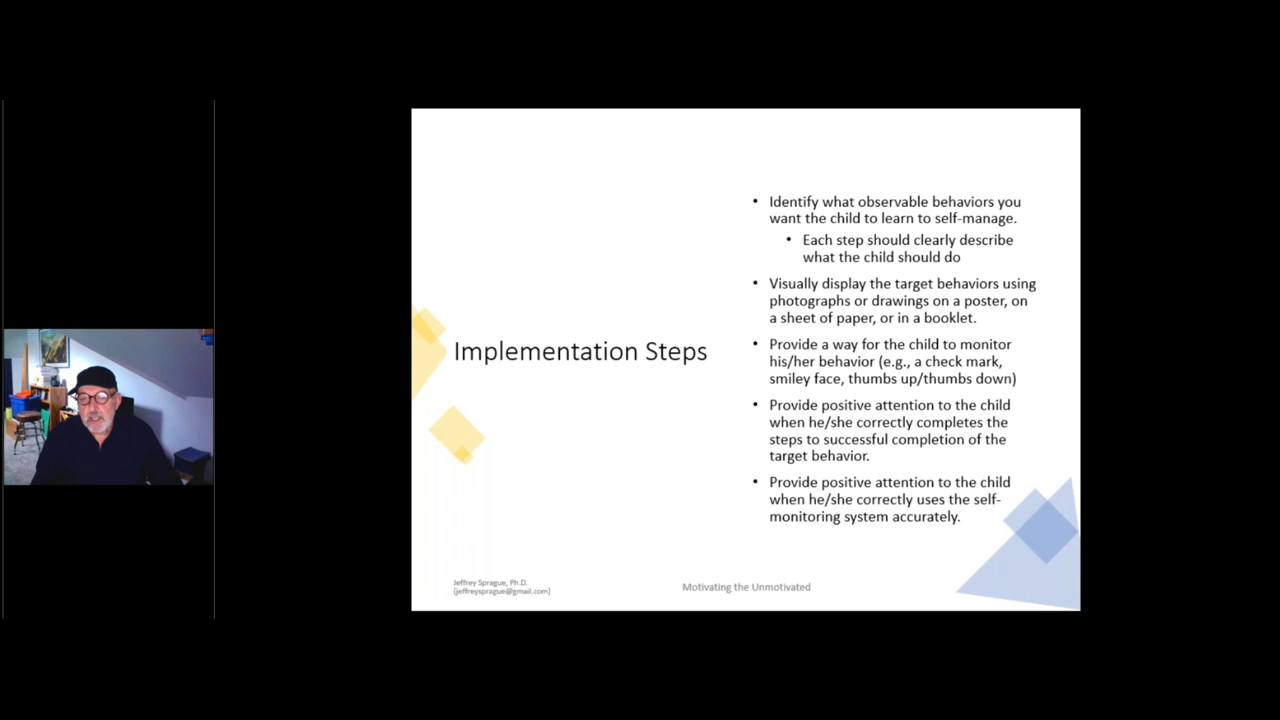 Implementation Steps
• Identify what observable behaviors you
want the child to learn to self-manage.
• Each step should clearly describe
what the child should do
• Visually display the target behaviors using
photographs or drawings on a poster, on
a sheet of paper, or in a booklet.
• Provide a way for the child to monitor
his/her behavior (e.g., a check mark,
smiley face, thumbs up/thumbs down)
• Provide positive attention to the child
when he/she correctly completes the
steps to successful completion of the
target behavior.
• Provide positive attention to the child
when he/she correctly uses the self-
monitoring system accurately.
Jeffrey Sprague, Ph.D.
(jeffreysprague@gmail.com)
Motivating the Unmotivated